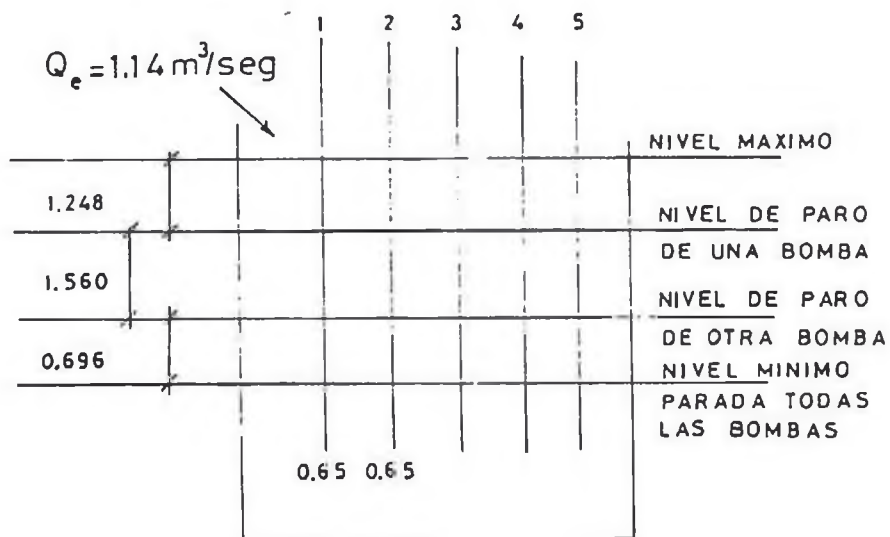 1 2 3 4 5
Qe = 1.14 m³/seg
NIVEL MAXIMO
1.248
NIVEL DE PARO
DE UNA BOMBA
1.560
NIVEL DE PARO
DE OTRA BOMBA
0.696
NIVEL MINIMO
PARADA TODAS
LAS BOMBAS
0.65 0.65